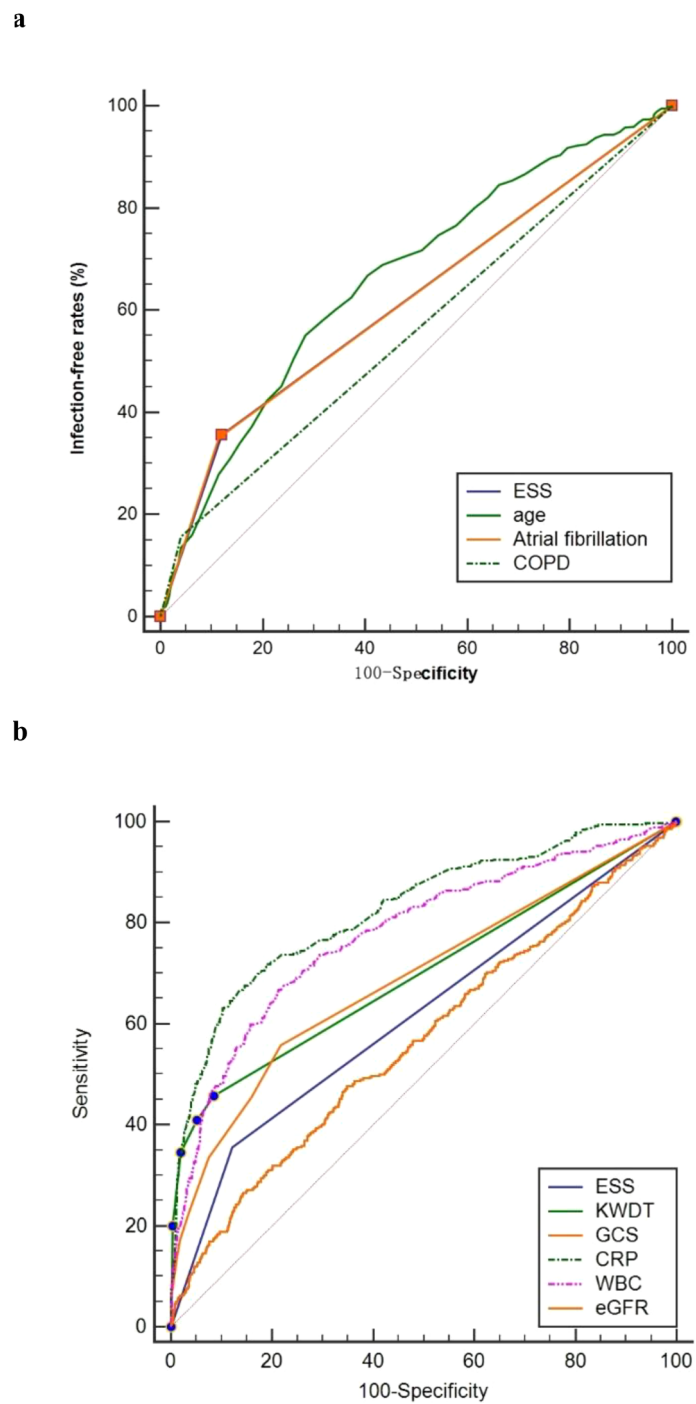 a
100
80
60
40
20
0
Infection-free rates (%)
ESS
age
Atrial fibrillation
COPD
0 20 40 60 80 100
100-Specificity
b
100
80
60
40
20
0
Sensitivity
ESS
KWDT
GCS
CRP
WBC
eGFR
0 20 40 60 80 100
100-Specificity